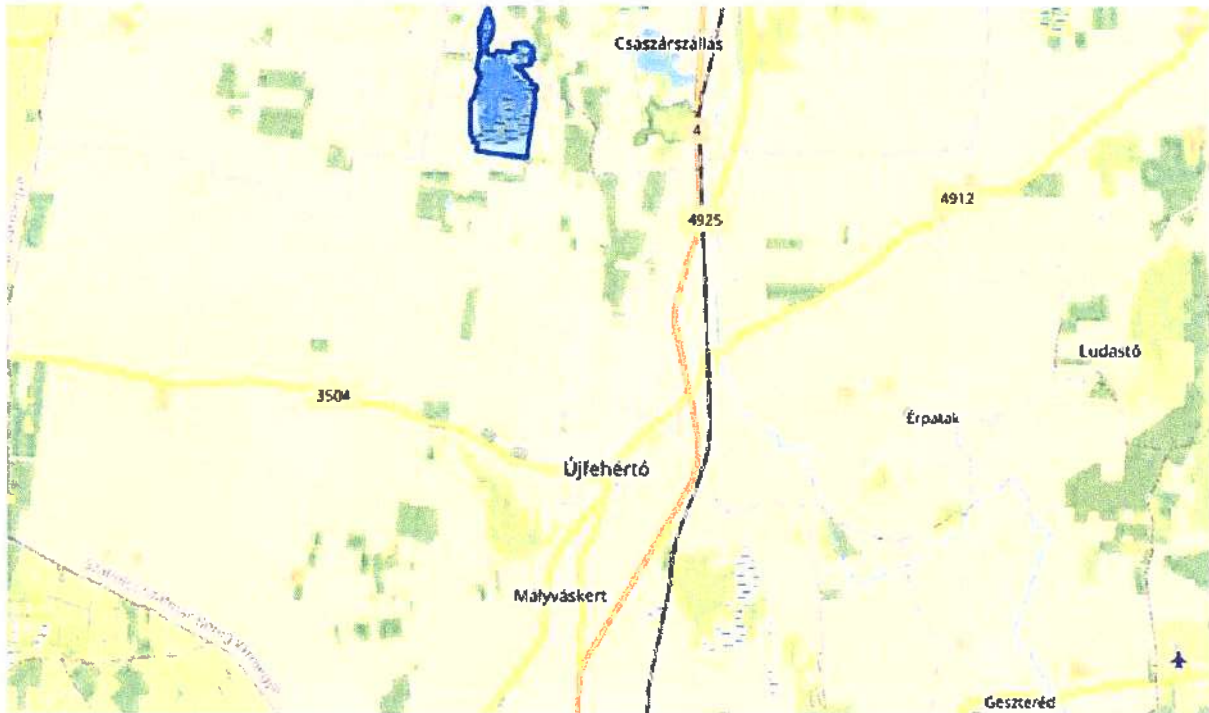 Császárszállás
4
4912
4925
Ludastó
3504
Érpatak
Újfehértó
Mályváskert
Geszteréd